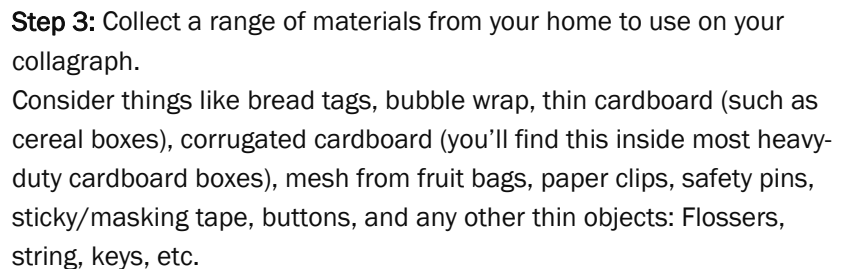 Step 3: Collect a range of materials from your home to use on your
collagraph.
Consider things like bread tags, bubble wrap, thin cardboard (such as
cereal boxes), corrugated cardboard (you’ll find this inside most heavy-
duty cardboard boxes), mesh from fruit bags, paper clips, safety pins,
sticky/masking tape, buttons, and any other thin objects: Flossers,
string, keys, etc.